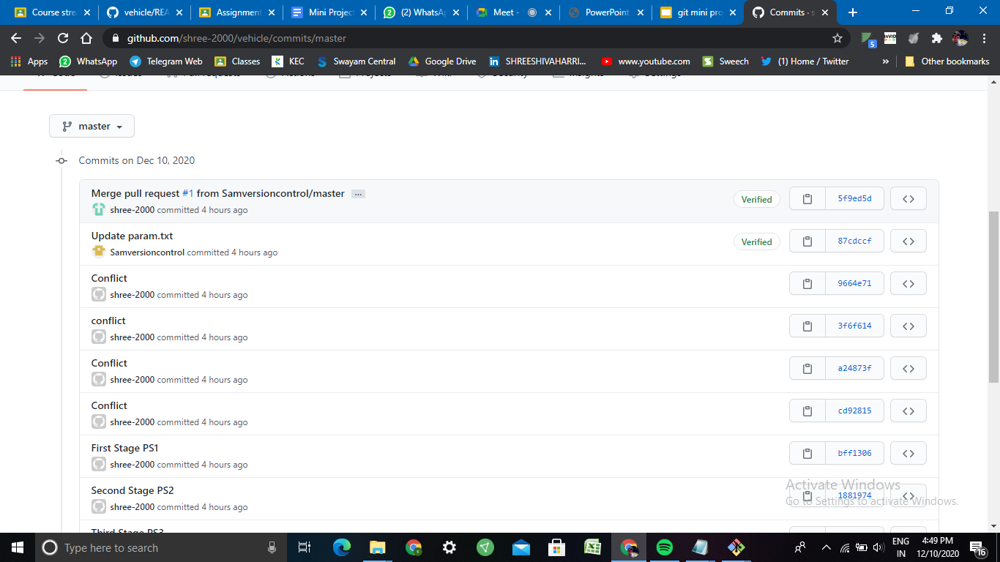 Course stre
vehicle/REA
Assignment
Mini Projec
(2) WhatsAp
Meet -
PowerPoint
git mini pro
Commits · s
github.com/shree-2000/vehicle/commits/master
5
Apps
WhatsApp
Telegram Web
Classes
KEC
Swayam Central
Google Drive
SHREESHIVAHARRI...
www.youtube.com
Sweech
(1) Home / Twitter
»
Other bookmarks
master
Commits on Dec 10, 2020
Merge pull request #1 from Samversioncontrol/master ...
shree-2000 committed 4 hours ago
Verified
5f9ed5d
Update param.txt
Samversioncontrol committed 4 hours ago
Verified
87cdccf
Conflict
shree-2000 committed 4 hours ago
9664e71
conflict
shree-2000 committed 4 hours ago
3f6f614
Conflict
shree-2000 committed 4 hours ago
a24873f
Conflict
shree-2000 committed 4 hours ago
cd92815
First Stage PS1
shree-2000 committed 4 hours ago
bff1306
Second Stage PS2
shree-2000 committed 4 hours ago
1881974
Third Stage PS3
Activate Windows
Go to Settings to activate Windows.
Type here to search
ENG
IN
4:49 PM
12/10/2020
16